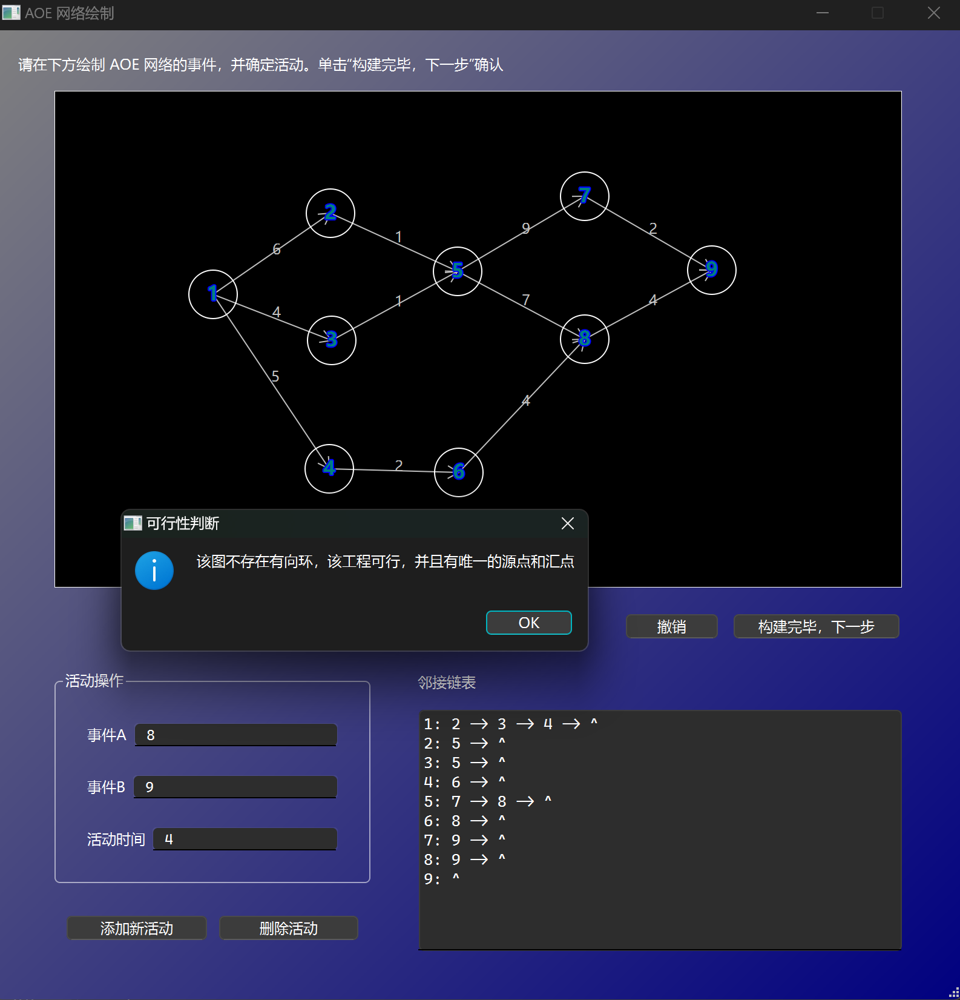 AOE 网络绘制
请在下方绘制 AOE 网络的事件，并确定活动。单击“构建完毕，下一步”确认
7
2
9
2
1
6
5
9
1
4
1
7
4
3
8
5
4
4
2
6
可行性判断
该图不存在有向环，该工程可行，并且有唯一的源点和汇点
OK
撤销
构建完毕，下一步
活动操作
事件A 8
事件B 9
活动时间 4
添加新活动
删除活动
邻接链表
1: 2 —> 3 —> 4 —> ^
2: 5 —> ^
3: 5 —> ^
4: 6 —> ^
5: 7 —> 8 —> ^
6: 8 —> ^
7: 9 —> ^
8: 9 —> ^
9: ^